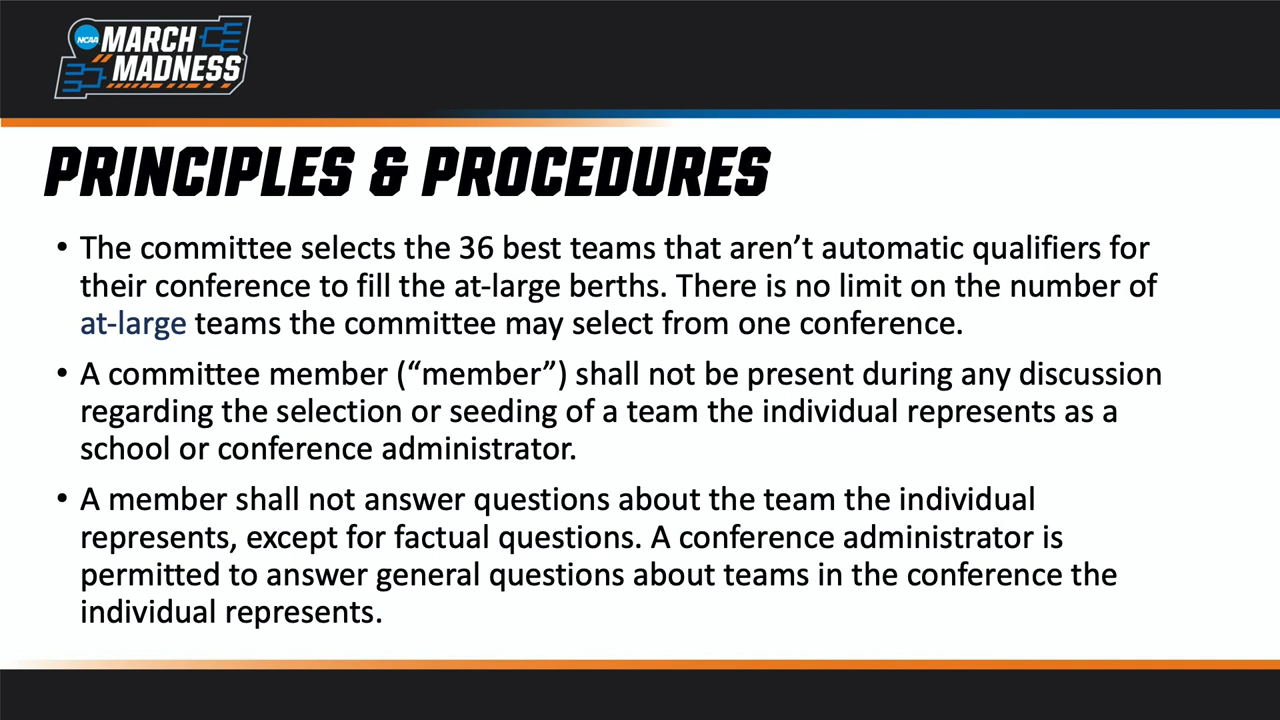 NCAA MARCH
MADNESS
PRINCIPLES & PROCEDURES
• The committee selects the 36 best teams that aren’t automatic qualifiers for
their conference to fill the at-large berths. There is no limit on the number of
at-large teams the committee may select from one conference.
• A committee member (“member”) shall not be present during any discussion
regarding the selection or seeding of a team the individual represents as a
school or conference administrator.
• A member shall not answer questions about the team the individual
represents, except for factual questions. A conference administrator is
permitted to answer general questions about teams in the conference the
individual represents.